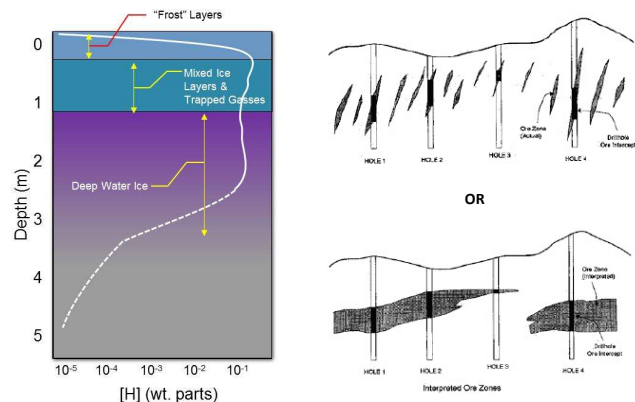 “Frost” Layers
0
Mixed Ice
Layers &
Trapped Gasses
1
2
Deep Water Ice
3
4
5
Depth (m)
10-5
10-4
10-3
10-2
10-1
[H] (wt. parts)
Ore Zone
(Actual)
Drillhole
Ore Intercept
HOLE 1
HOLE 2
HOLE 3
HOLE 4
OR
Ore Zone
(Interpreted)
Drillhole
Ore Intercept
HOLE 1
HOLE 2
HOLE 3
HOLE 4
Interpreted Ore Zones